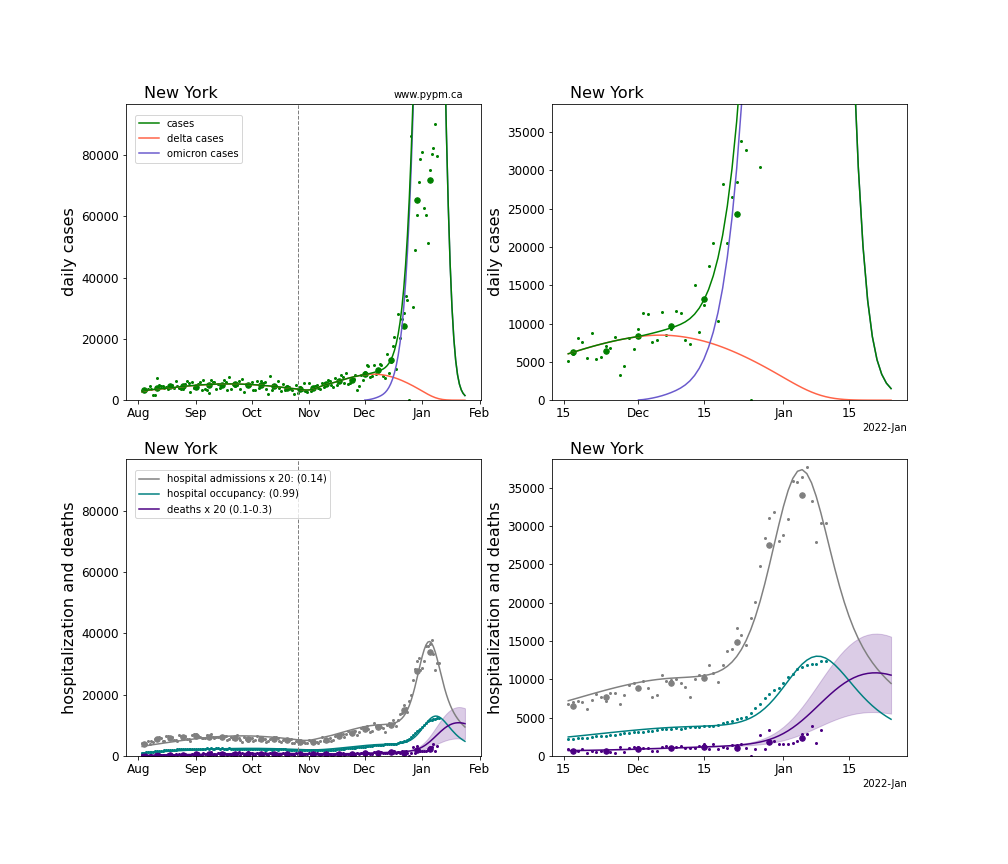 New York
www.pypm.ca
daily cases
80000
60000
40000
20000
0
cases
delta cases
omicron cases
Aug Sep Oct Nov Dec Jan Feb
New York
daily cases
35000
30000
25000
20000
15000
10000
5000
0
15 Dec 15 Jan 15
2022-Jan
New York
hospitalization and deaths
80000
60000
40000
20000
0
hospital admissions x 20: (0.14)
hospital occupancy: (0.99)
deaths x 20 (0.1-0.3)
Aug Sep Oct Nov Dec Jan Feb
New York
hospitalization and deaths
35000
30000
25000
20000
15000
10000
5000
0
15 Dec 15 Jan 15
2022-Jan